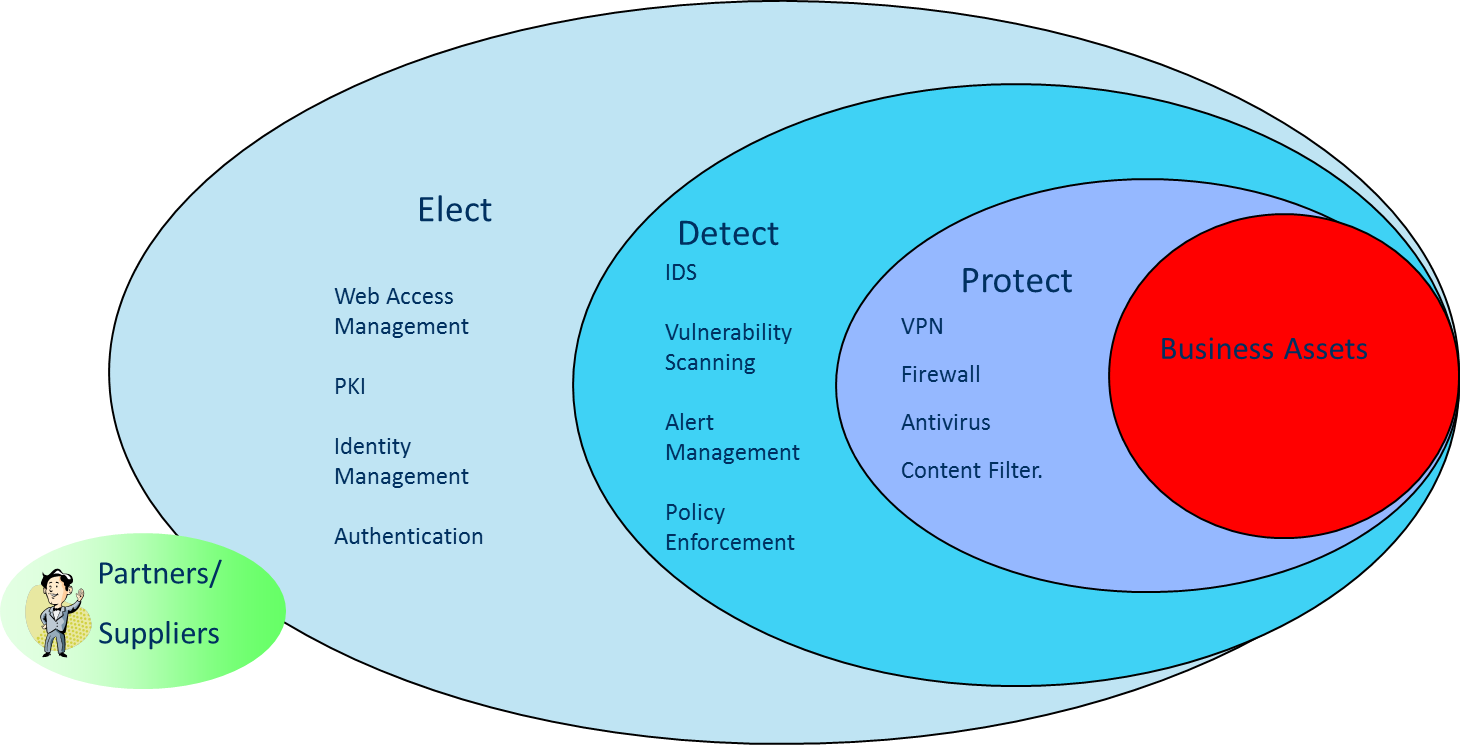 Elect
Web Access
Management
PKI
Identity
Management
Authentication
Detect
IDS
Vulnerability
Scanning
Alert
Management
Policy
Enforcement
Protect
VPN
Firewall
Antivirus
Content Filter.
Business Assets
Partners/
Suppliers